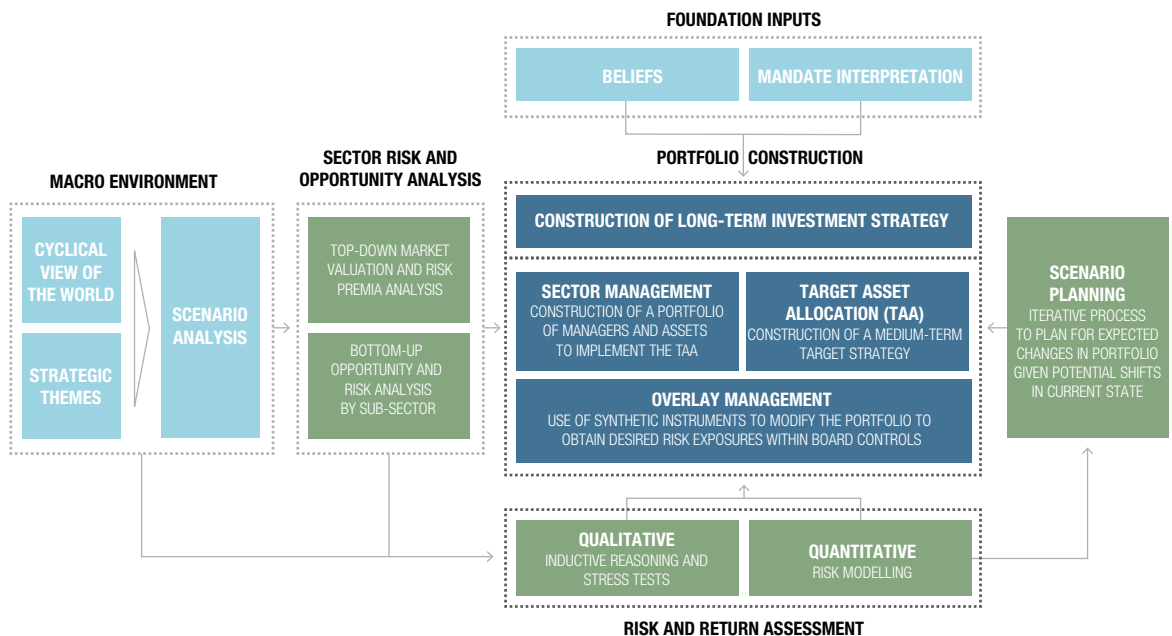 FOUNDATION INPUTS
BELIEFS
MANDATE INTERPRETATION
PORTFOLIO CONSTRUCTION
MACRO ENVIRONMENT
SECTOR RISK AND
OPPORTUNITY ANALYSIS
CYCLICAL
VIEW OF
THE WORLD
STRATEGIC
THEMES
SCENARIO
ANALYSIS
TOP-DOWN MARKET
VALUATION AND RISK
PREMIA ANALYSIS
BOTTOM-UP
OPPORTUNITY AND
RISK ANALYSIS
BY SUB-SECTOR
CONSTRUCTION OF LONG-TERM INVESTMENT STRATEGY
SECTOR MANAGEMENT
CONSTRUCTION OF A PORTFOLIO
OF MANAGERS AND ASSETS
TO IMPLEMENT THE TAA
TARGET ASSET
ALLOCATION (TAA)
CONSTRUCTION OF A MEDIUM-TERM
TARGET STRATEGY
OVERLAY MANAGEMENT
USE OF SYNTHETIC INSTRUMENTS TO MODIFY THE PORTFOLIO TO
OBTAIN DESIRED RISK EXPOSURES WITHIN BOARD CONTROLS
SCENARIO
PLANNING
ITERATIVE PROCESS
TO PLAN FOR EXPECTED
CHANGES IN PORTFOLIO
GIVEN POTENTIAL SHIFTS
IN CURRENT STATE
QUALITATIVE
INDUCTIVE REASONING AND
STRESS TESTS
QUANTITATIVE
RISK MODELLING
RISK AND RETURN ASSESSMENT